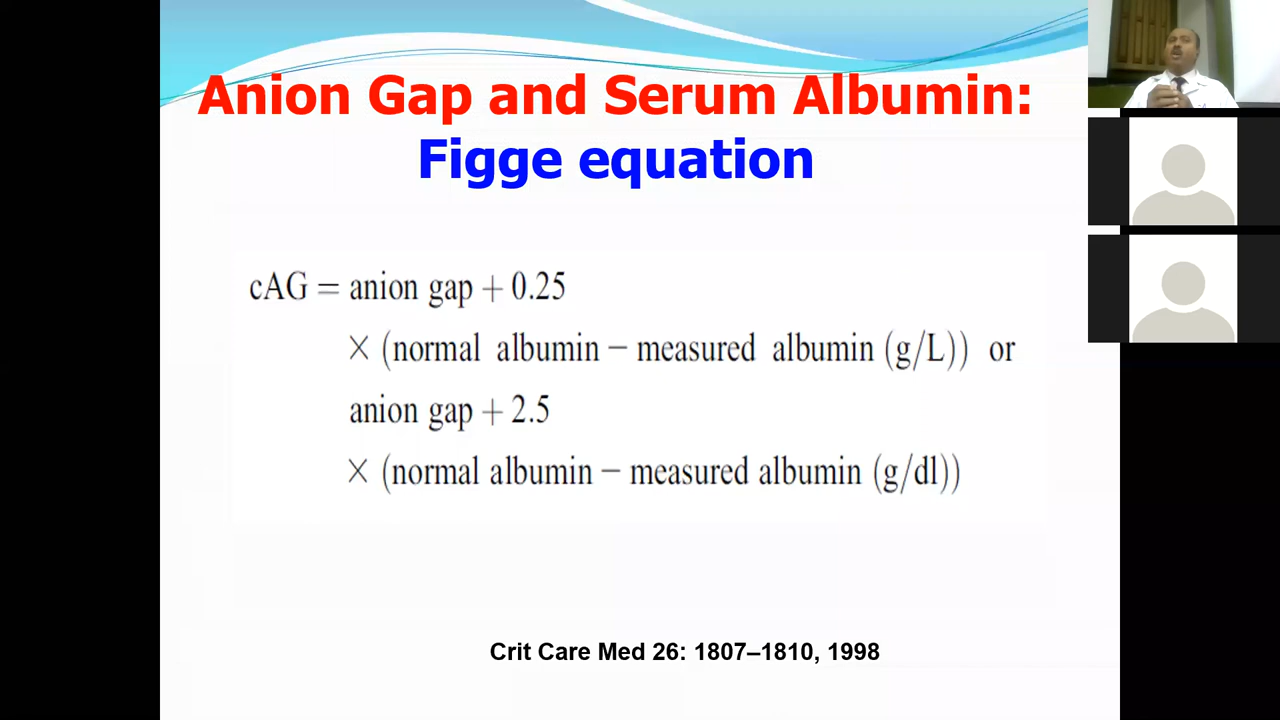 Anion Gap and Serum Albumin:
Figge equation
cAG = anion gap + 0.25
× (normal albumin − measured albumin (g/L)) or
anion gap + 2.5
× (normal albumin − measured albumin (g/dl))
Crit Care Med 26: 1807–1810, 1998